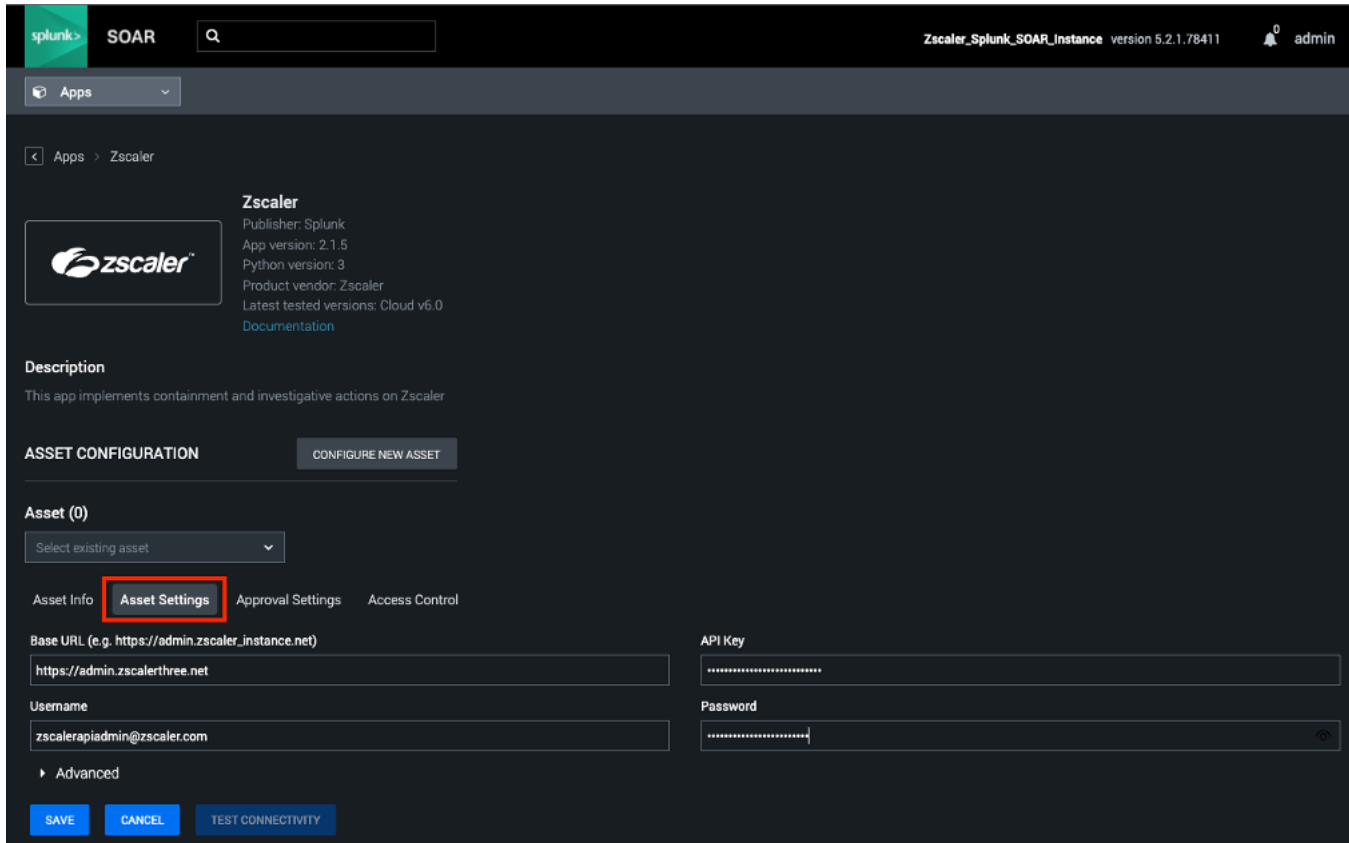 splunk> SOAR Zscaler_Splunk_SOAR_Instance version 5.2.1.78411 0 admin
Apps
< Apps > Zscaler
Zscaler
Publisher: Splunk
App version: 2.1.5
Python version: 3
Product vendor: Zscaler
Latest tested versions: Cloud v6.0
Documentation
zscaler™
Description
This app implements containment and investigative actions on Zscaler
ASSET CONFIGURATION CONFIGURE NEW ASSET
Asset (0)
Select existing asset
Asset Info Asset Settings Approval Settings Access Control
Base URL (e.g. https://admin.zscaler_instance.net) API Key
https://admin.zscalerthree.net
Username Password
zscalerapiadmin@zscaler.com
Advanced
SAVE CANCEL TEST CONNECTIVITY